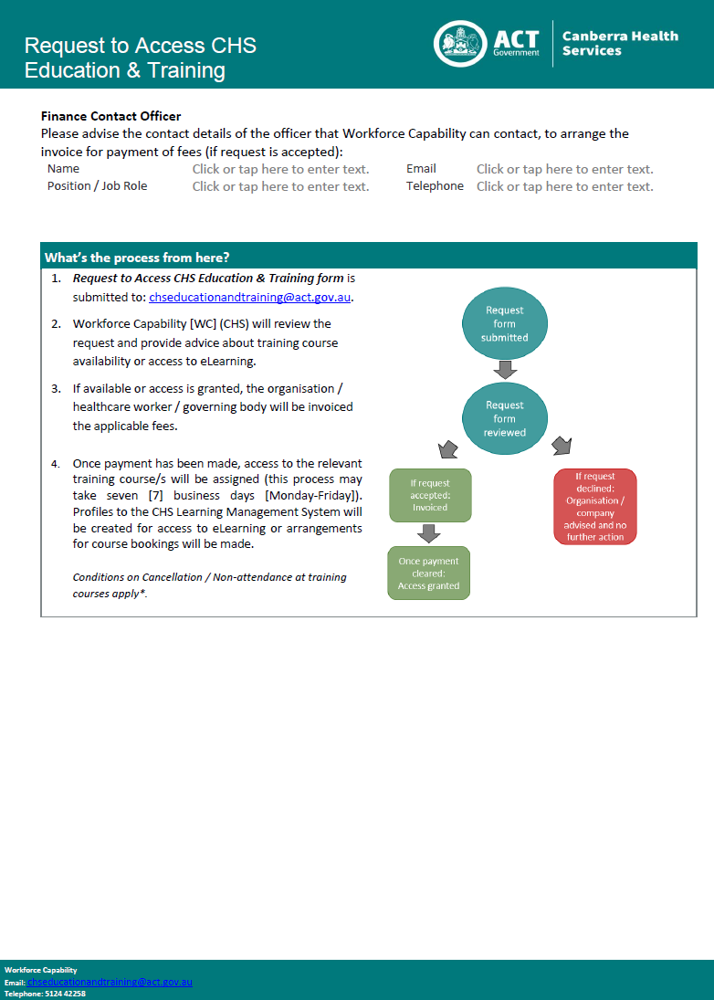 Request to Access CHS
Education & Training
ACT
Government
Canberra Health
Services
Finance Contact Officer
Please advise the contact details of the officer that Workforce Capability can contact, to arrange the
invoice for payment of fees (if request is accepted):
Name Click or tap here to enter text. Email Click or tap here to enter text.
Position / Job Role Click or tap here to enter text. Telephone Click or tap here to enter text.
What's the process from here?
1. Request to Access CHS Education & Training form is
submitted to: chseducationandtraining@act.gov.au.
2. Workforce Capability [WC] (CHS) will review the
request and provide advice about training course
availability or access to eLearning.
3. If available or access is granted, the organisation /
healthcare worker / governing body will be invoiced
the applicable fees.
4. Once payment has been made, access to the relevant
training course/s will be assigned (this process may
take seven [7] business days [Monday-Friday]).
Profiles to the CHS Learning Management System will
be created for access to eLearning or arrangements
for course bookings will be made.
Conditions on Cancellation / Non-attendance at training
courses apply*.
Request
form
submitted
Request
form
reviewed
If request
accepted:
Invoiced
If request
declined:
Organisation /
company
advised and no
further action
Once payment
cleared:
Access granted
Workforce Capability
Email: chseducationandtraining@act.gov.au
Telephone: 5124 42258